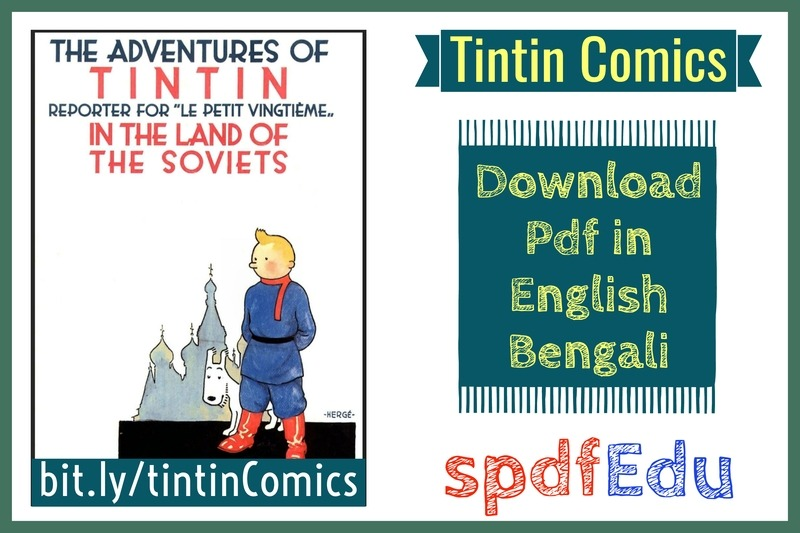 THE ADVENTURES OF
TINTIN
REPORTER FOR "LE PETIT VINGTIÈME„
IN THE LAND OF
THE SOVIETS
-HERGÉ-
bit.ly/tintinComics
Tintin Comics
Download
Pdf in
English
Bengali
spdfEdu